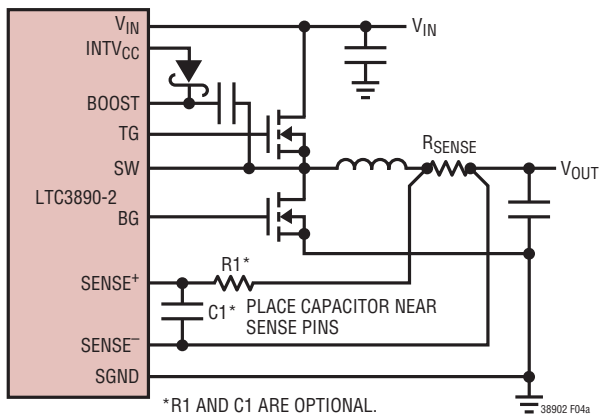 VIN
INTVCC
BOOST
TG
SW
LTC3890-2
BG
SENSE+
SENSE–
SGND
VIN
RSENSE
VOUT
R1*
C1*
PLACE CAPACITOR NEAR
SENSE PINS
*R1 AND C1 ARE OPTIONAL.
38902 F04a